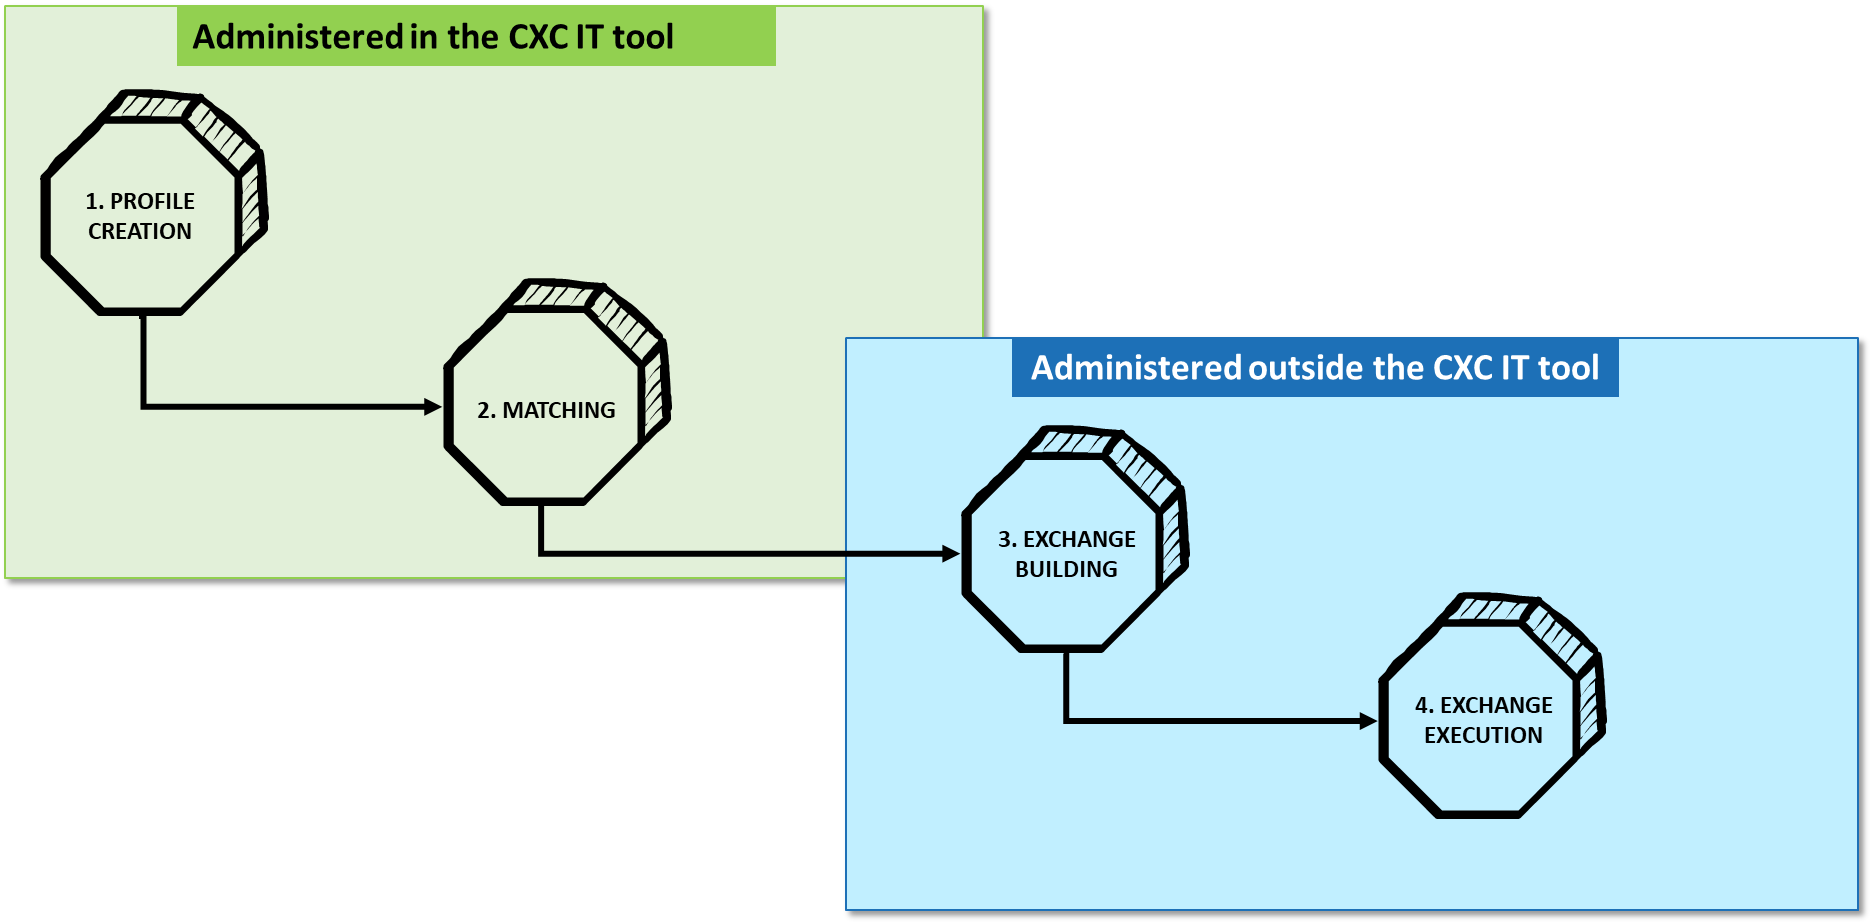 Administered in the CXC IT tool
1. PROFILE
CREATION
2. MATCHING
Administered outside the CXC IT tool
3. EXCHANGE
BUILDING
4. EXCHANGE
EXECUTION